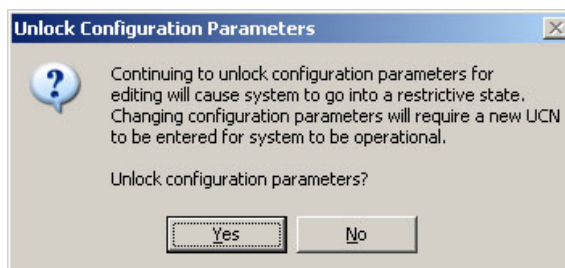 Unlock Configuration Parameters
?
Continuing to unlock configuration parameters for
editing will cause system to go into a restrictive state.
Changing configuration parameters will require a new UCN
to be entered for system to be operational.
Unlock configuration parameters?
Yes No